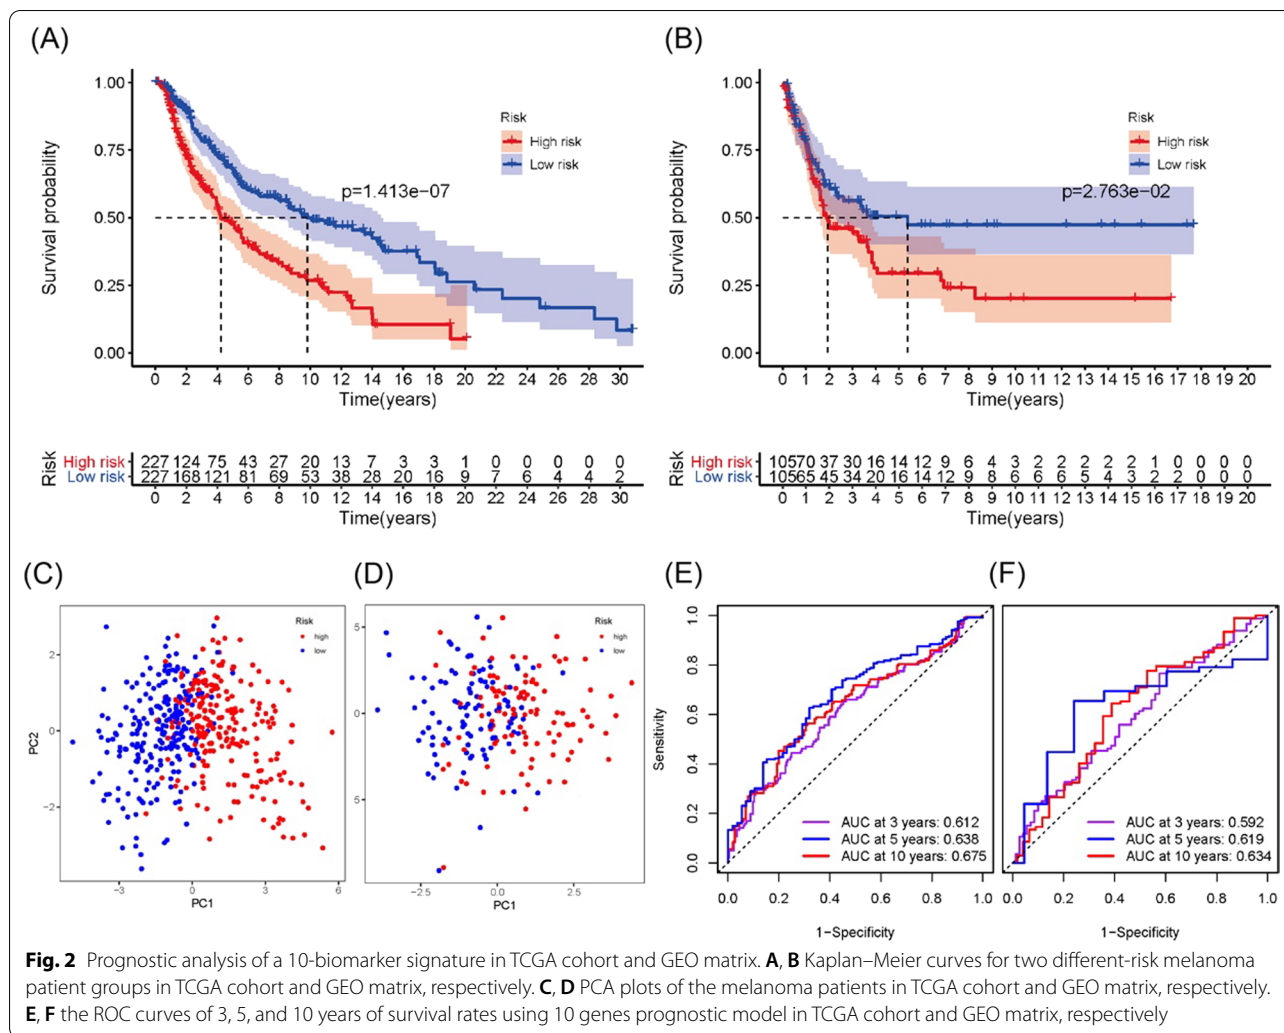 (A)
(B)
Survival probability
1.00
0.75
0.50
0.25
0.00
Risk
High risk
Low risk
p=1.413e−07
0 2 4 6 8 10 12 14 16 18 20 22 24 26 28 30
Time(years)
Survival probability
1.00
0.75
0.50
0.25
0.00
Risk
High risk
Low risk
p=2.763e−02
0 1 2 3 4 5 6 7 8 9 10 11 12 13 14 15 16 17 18 19 20
Time(years)
Risk
High risk 227 124 75 43 27 20 13 7 3 3 1 0 0 0 0 0
Low risk 227 168 121 81 69 53 38 28 20 16 9 7 6 4 4 2
0 2 4 6 8 10 12 14 16 18 20 22 24 26 28 30
Time(years)
Risk
High risk 105 70 37 30 16 14 12 9 6 4 3 2 2 2 2 2 1 0 0 0 0
Low risk 105 65 45 34 20 16 14 12 9 8 6 6 6 5 4 3 2 2 0 0 0
0 1 2 3 4 5 6 7 8 9 10 11 12 13 14 15 16 17 18 19 20
Time(years)
(C)
(D)
(E)
(F)
PC2
2
0
−2
Risk
high
low
−3 0 3 6
PC1
5
0
5
Risk
high
low
−2.5 0.0 2.5
PC1
Sensitivity
1.0
0.8
0.6
0.4
0.2
0.0
AUC at 3 years: 0.612
AUC at 5 years: 0.638
AUC at 10 years: 0.675
0.0 0.2 0.4 0.6 0.8 1.0
1−Specificity
AUC at 3 years: 0.592
AUC at 5 years: 0.619
AUC at 10 years: 0.634
0.0 0.2 0.4 0.6 0.8 1.0
1−Specificity
Fig. 2 Prognostic analysis of a 10-biomarker signature in TCGA cohort and GEO matrix. A, B Kaplan–Meier curves for two different-risk melanoma
patient groups in TCGA cohort and GEO matrix, respectively. C, D PCA plots of the melanoma patients in TCGA cohort and GEO matrix, respectively.
E, F the ROC curves of 3, 5, and 10 years of survival rates using 10 genes prognostic model in TCGA cohort and GEO matrix, respectively